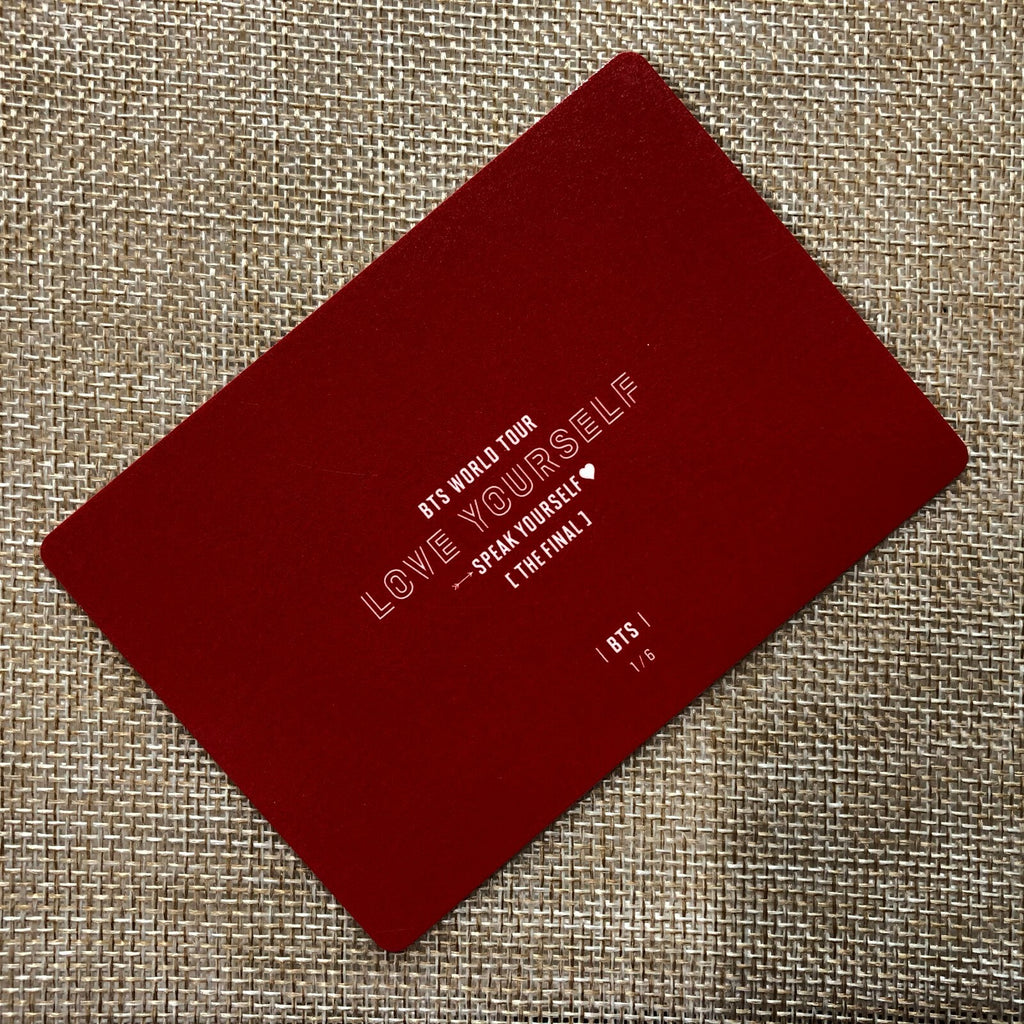 BTS WORLD TOUR
LOVE YOURSELF
SPEAK YOURSELF
[ THE FINAL ]
| BTS |
1/6